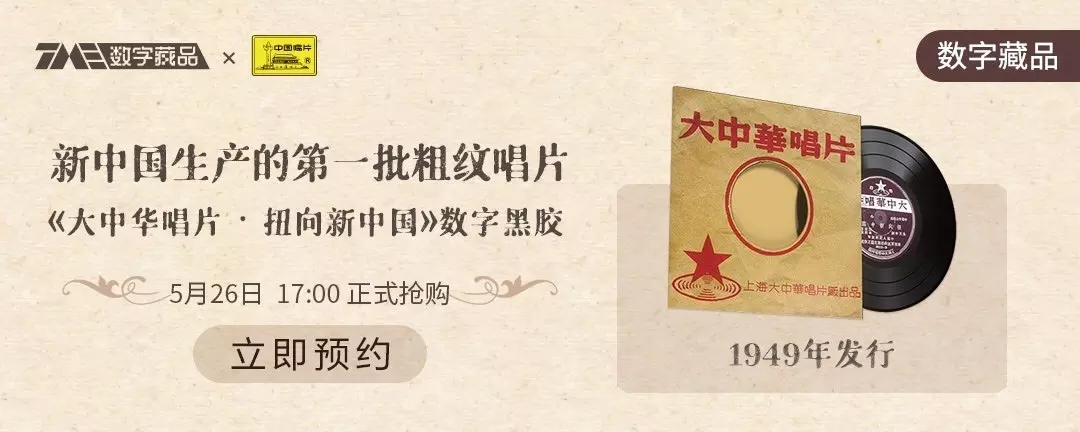 TME数字藏品 × 中国唱片®
数字藏品
新中国生产的第一批粗纹唱片
《大中华唱片·扭向新中国》数字黑胶
5月26日 17:00 正式抢购
立即预约
大中華唱片
上海大中華唱片厰出品
片唱華中大
1949年发行